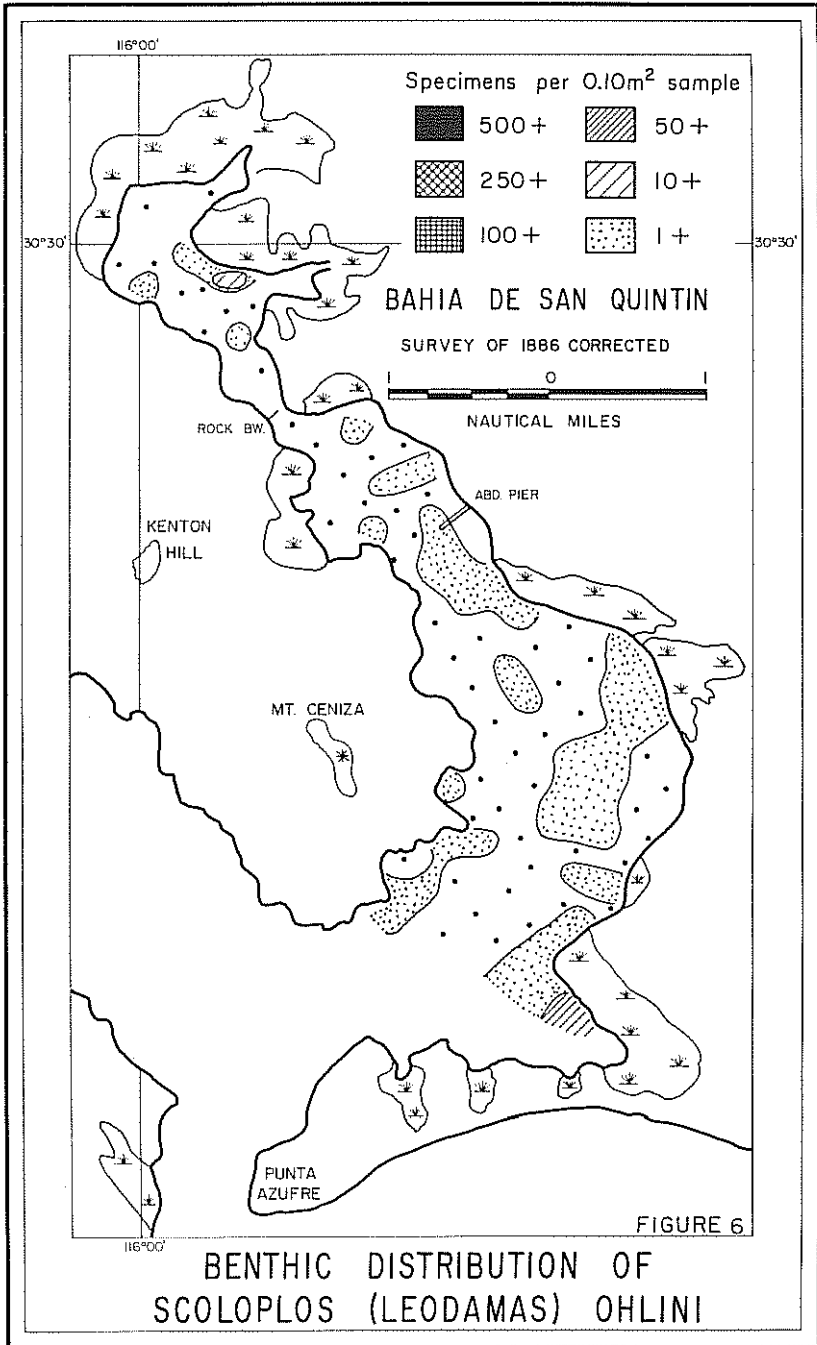 116°00'
Specimens per 0.10m² sample
500+ 50+
250+ 10+
100+ 1+
30°30' 30°30'
BAHIA DE SAN QUINTIN
SURVEY OF 1886 CORRECTED
1 0 1
NAUTICAL MILES
ROCK BW.
ABD. PIER
KENTON
HILL
MT. CENIZA
PUNTA
AZUFRE
FIGURE 6
116°00'
BENTHIC DISTRIBUTION OF
SCOLOPLOS (LEODAMAS) OHLINI